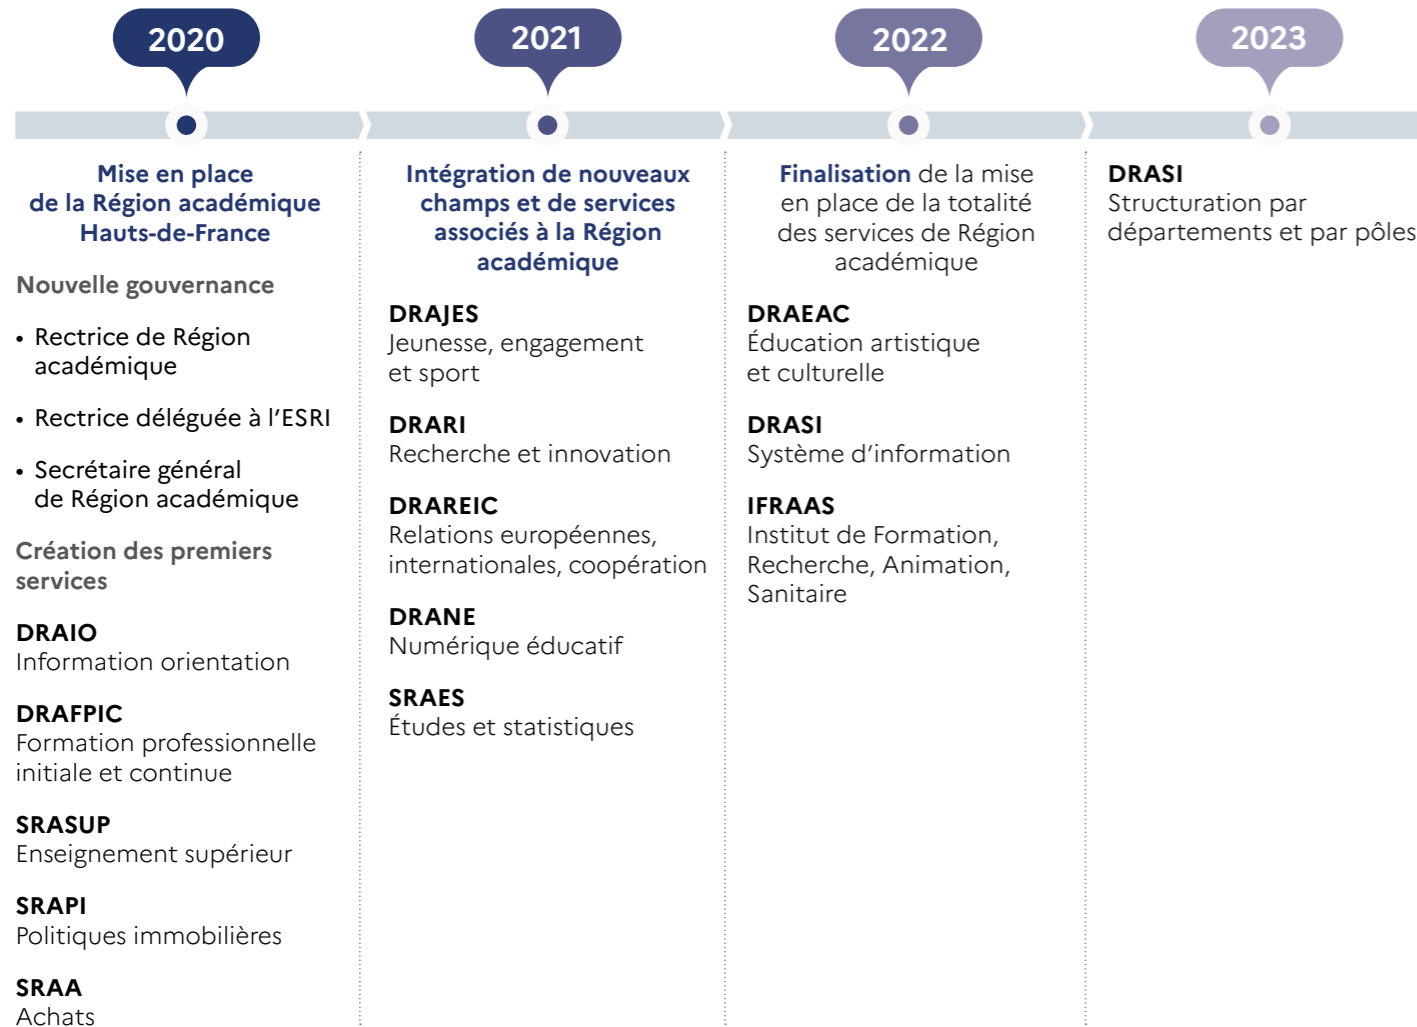 2020
Mise en place
de la Région académique
Hauts-de-France
Nouvelle gouvernance
• Rectrice de Région
académique
• Rectrice déléguée à l’ESRI
• Secrétaire général
de Région académique
Création des premiers
services
DRAIO
Information orientation
DRAFPIC
Formation professionnelle
initiale et continue
SRASUP
Enseignement supérieur
SRAPI
Politiques immobilières
SRAA
Achats
2021
Intégration de nouveaux
champs et de services
associés à la Région
académique
DRAJES
Jeunesse, engagement
et sport
DRARI
Recherche et innovation
DRAREIC
Relations européennes,
internationales, coopération
DRANE
Numérique éducatif
SRAES
Études et statistiques
2022
Finalisation de la mise
en place de la totalité
des services de Région
académique
DRAEAC
Éducation artistique
et culturelle
DRASI
Système d’information
IFRAAS
Institut de Formation,
Recherche, Animation,
Sanitaire
2023
DRASI
Structuration par
départements et par pôles